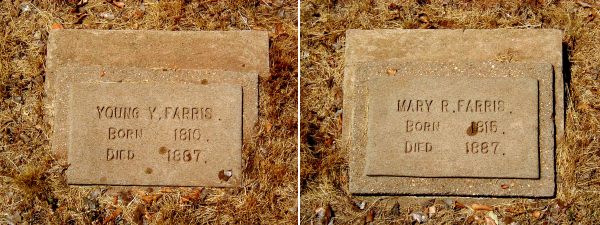 YOUNG Y. FARRIS.
BORN 1810.
DIED 1887.
MARY R. FARRIS.
BORN 1815.
DIED 1887.